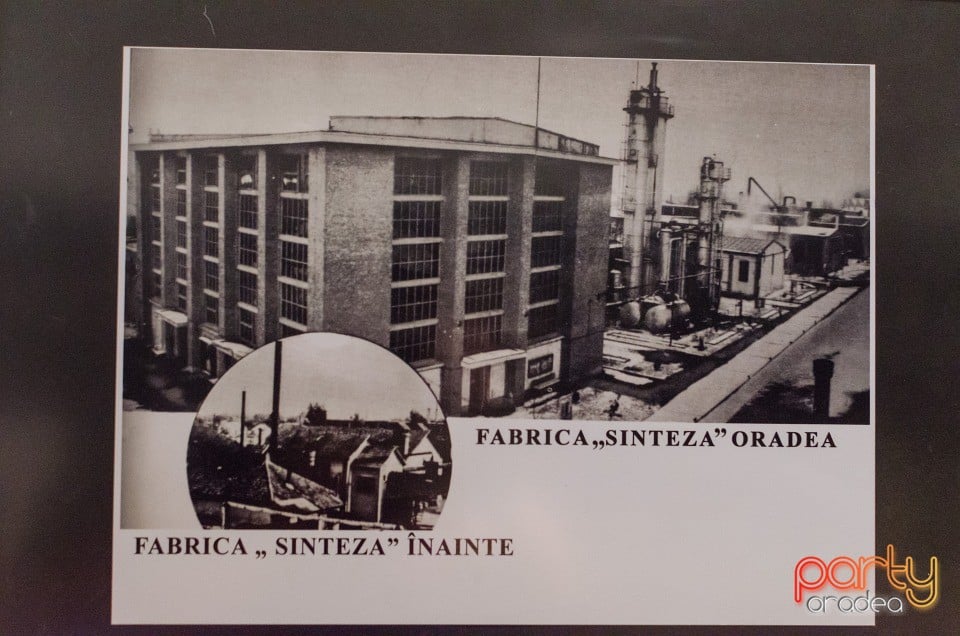 FABRICA „SINTEZA” ORADEA
FABRICA „ SINTEZA” ÎNAINTE
party
oradea